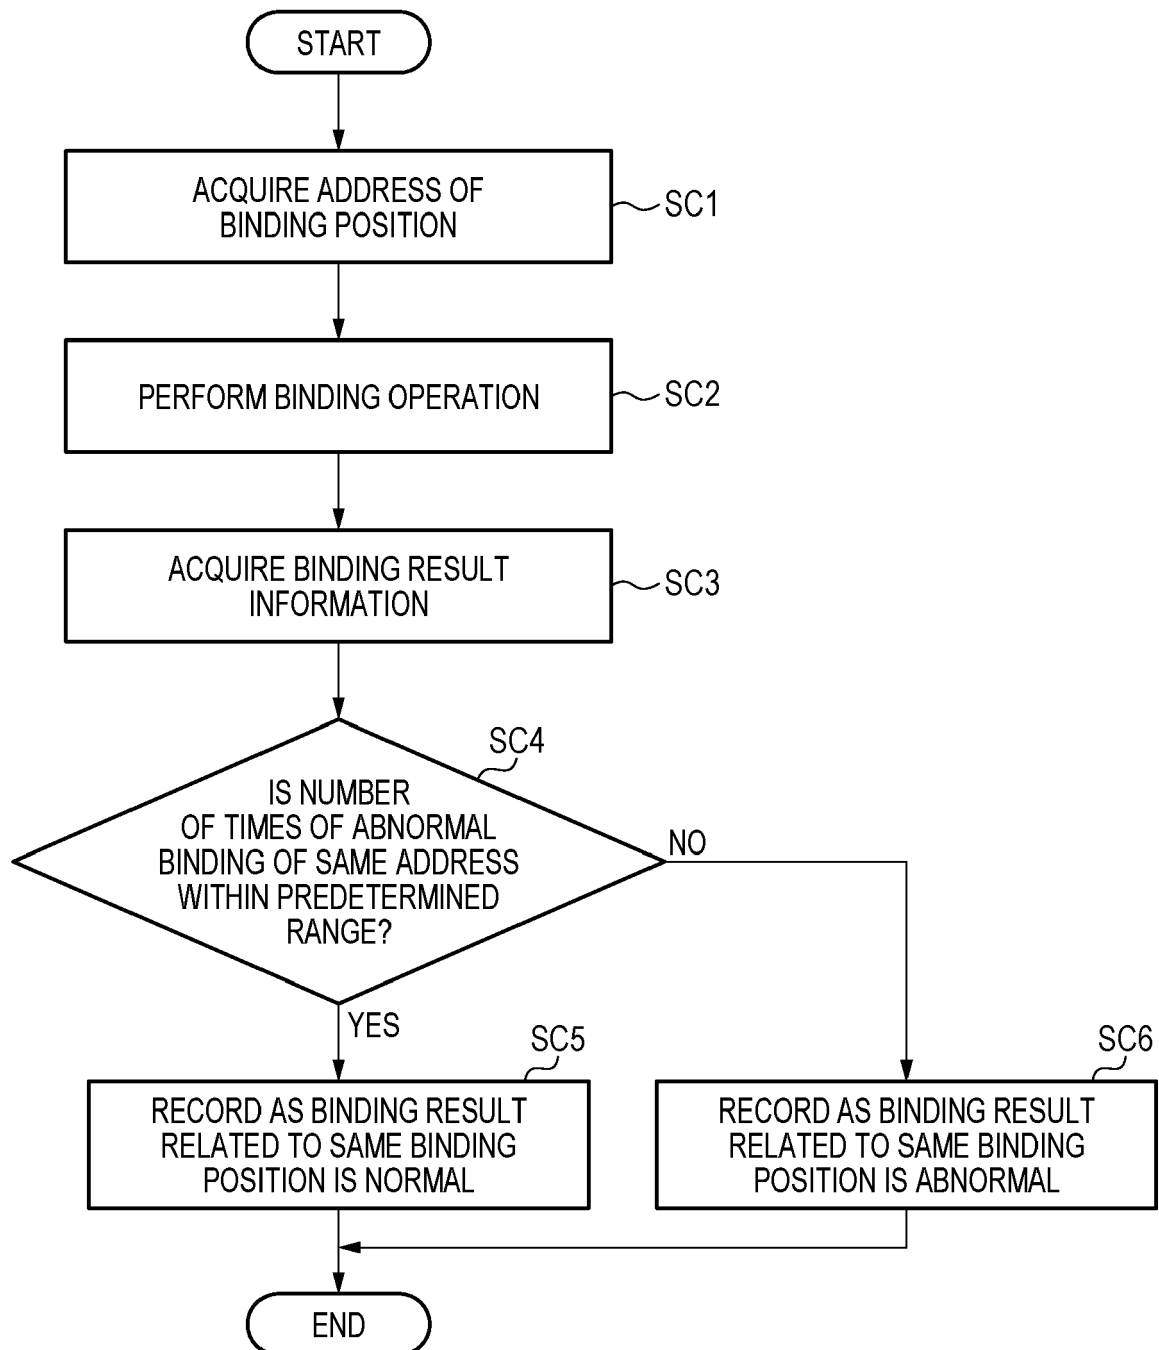 START
ACQUIRE ADDRESS OF
BINDING POSITION
SC1
PERFORM BINDING OPERATION
SC2
ACQUIRE BINDING RESULT
INFORMATION
SC3
SC4
IS NUMBER
OF TIMES OF ABNORMAL
BINDING OF SAME ADDRESS
WITHIN PREDETERMINED
RANGE?
NO
YES
SC5
RECORD AS BINDING RESULT
RELATED TO SAME BINDING
POSITION IS NORMAL
SC6
RECORD AS BINDING RESULT
RELATED TO SAME BINDING
POSITION IS ABNORMAL
END